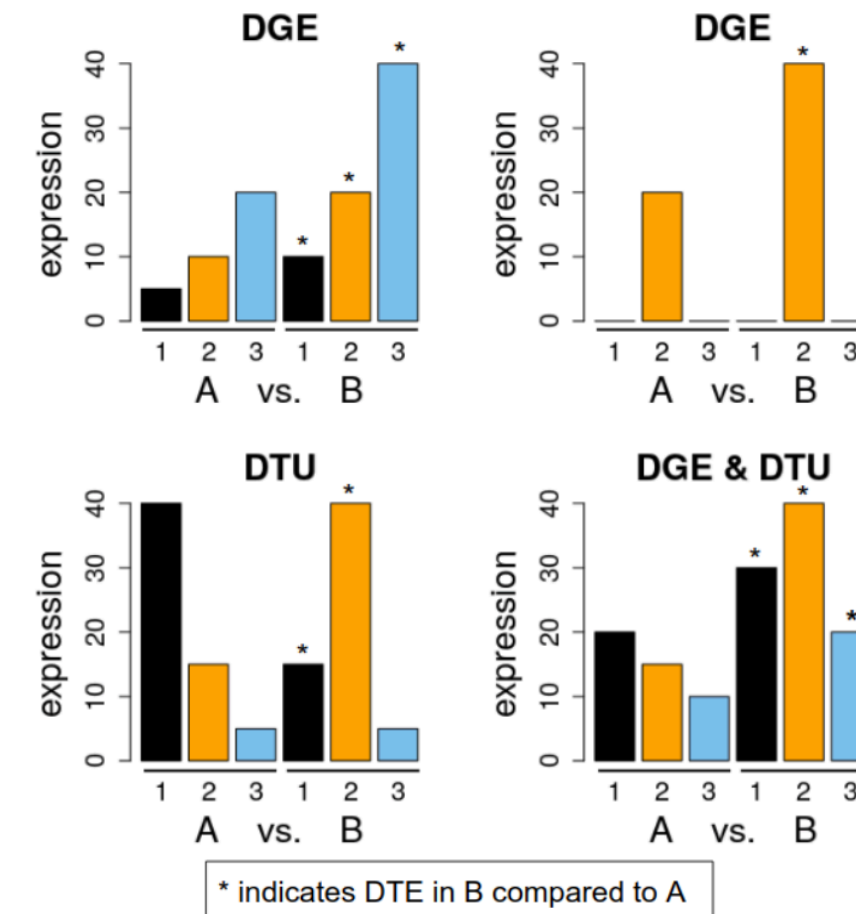 DGE
expression
0 10 20 30 40
* * *
1 2 3 1 2 3
A vs. B
DGE
expression
0 10 20 30 40
*
1 2 3 1 2 3
A vs. B
DTU
expression
0 10 20 30 40
* *
1 2 3 1 2 3
A vs. B
DGE & DTU
expression
0 10 20 30 40
* * *
1 2 3 1 2 3
A vs. B
* indicates DTE in B compared to A